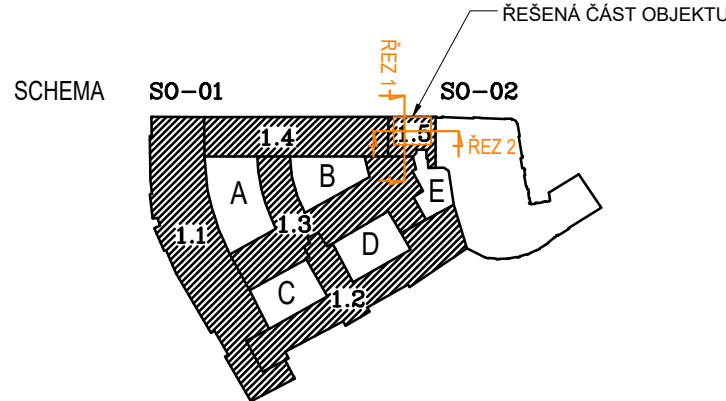 ŘEŠENÁ ČÁST OBJEKTU
SCHEMA SO-01 SO-02
ŘEZ 1
1.4
1.5
ŘEZ 2
A
B
E
1.1
1.3
D
C
1.2